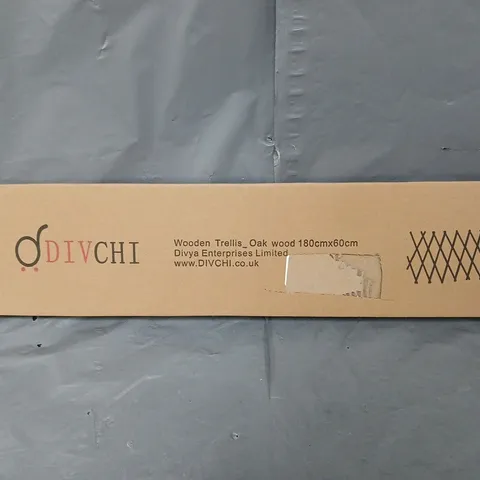 DIVCHI
Wooden Trellis_ Oak wood 180cmx60cm
Divya Enterprises Limited
www.DIVCHI.co.uk